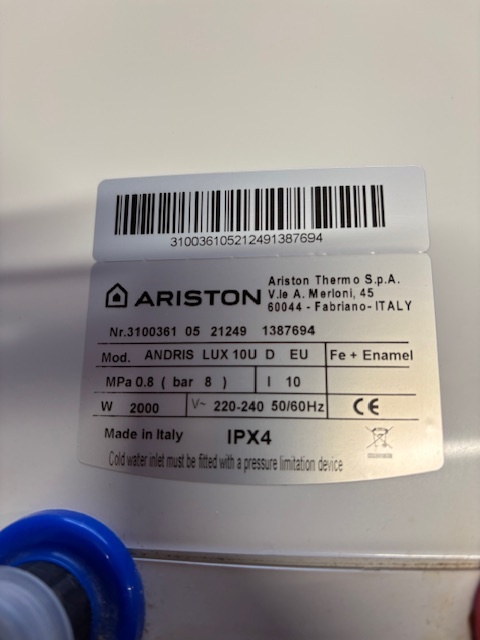 310036105212491387694
ARISTON
Ariston Thermo S.p.A.
V.le A. Merloni, 45
60044 - Fabriano- ITALY
Nr.3100361 05 21249 1387694
Mod. ANDRIS LUX 10U D EU Fe + Enamel
MPa 0.8 ( bar 8 ) l 10
W 2000 V~ 220-240 50/60Hz CE
Made in Italy IPX4
Cold water inlet must be fitted with a pressure limitation device